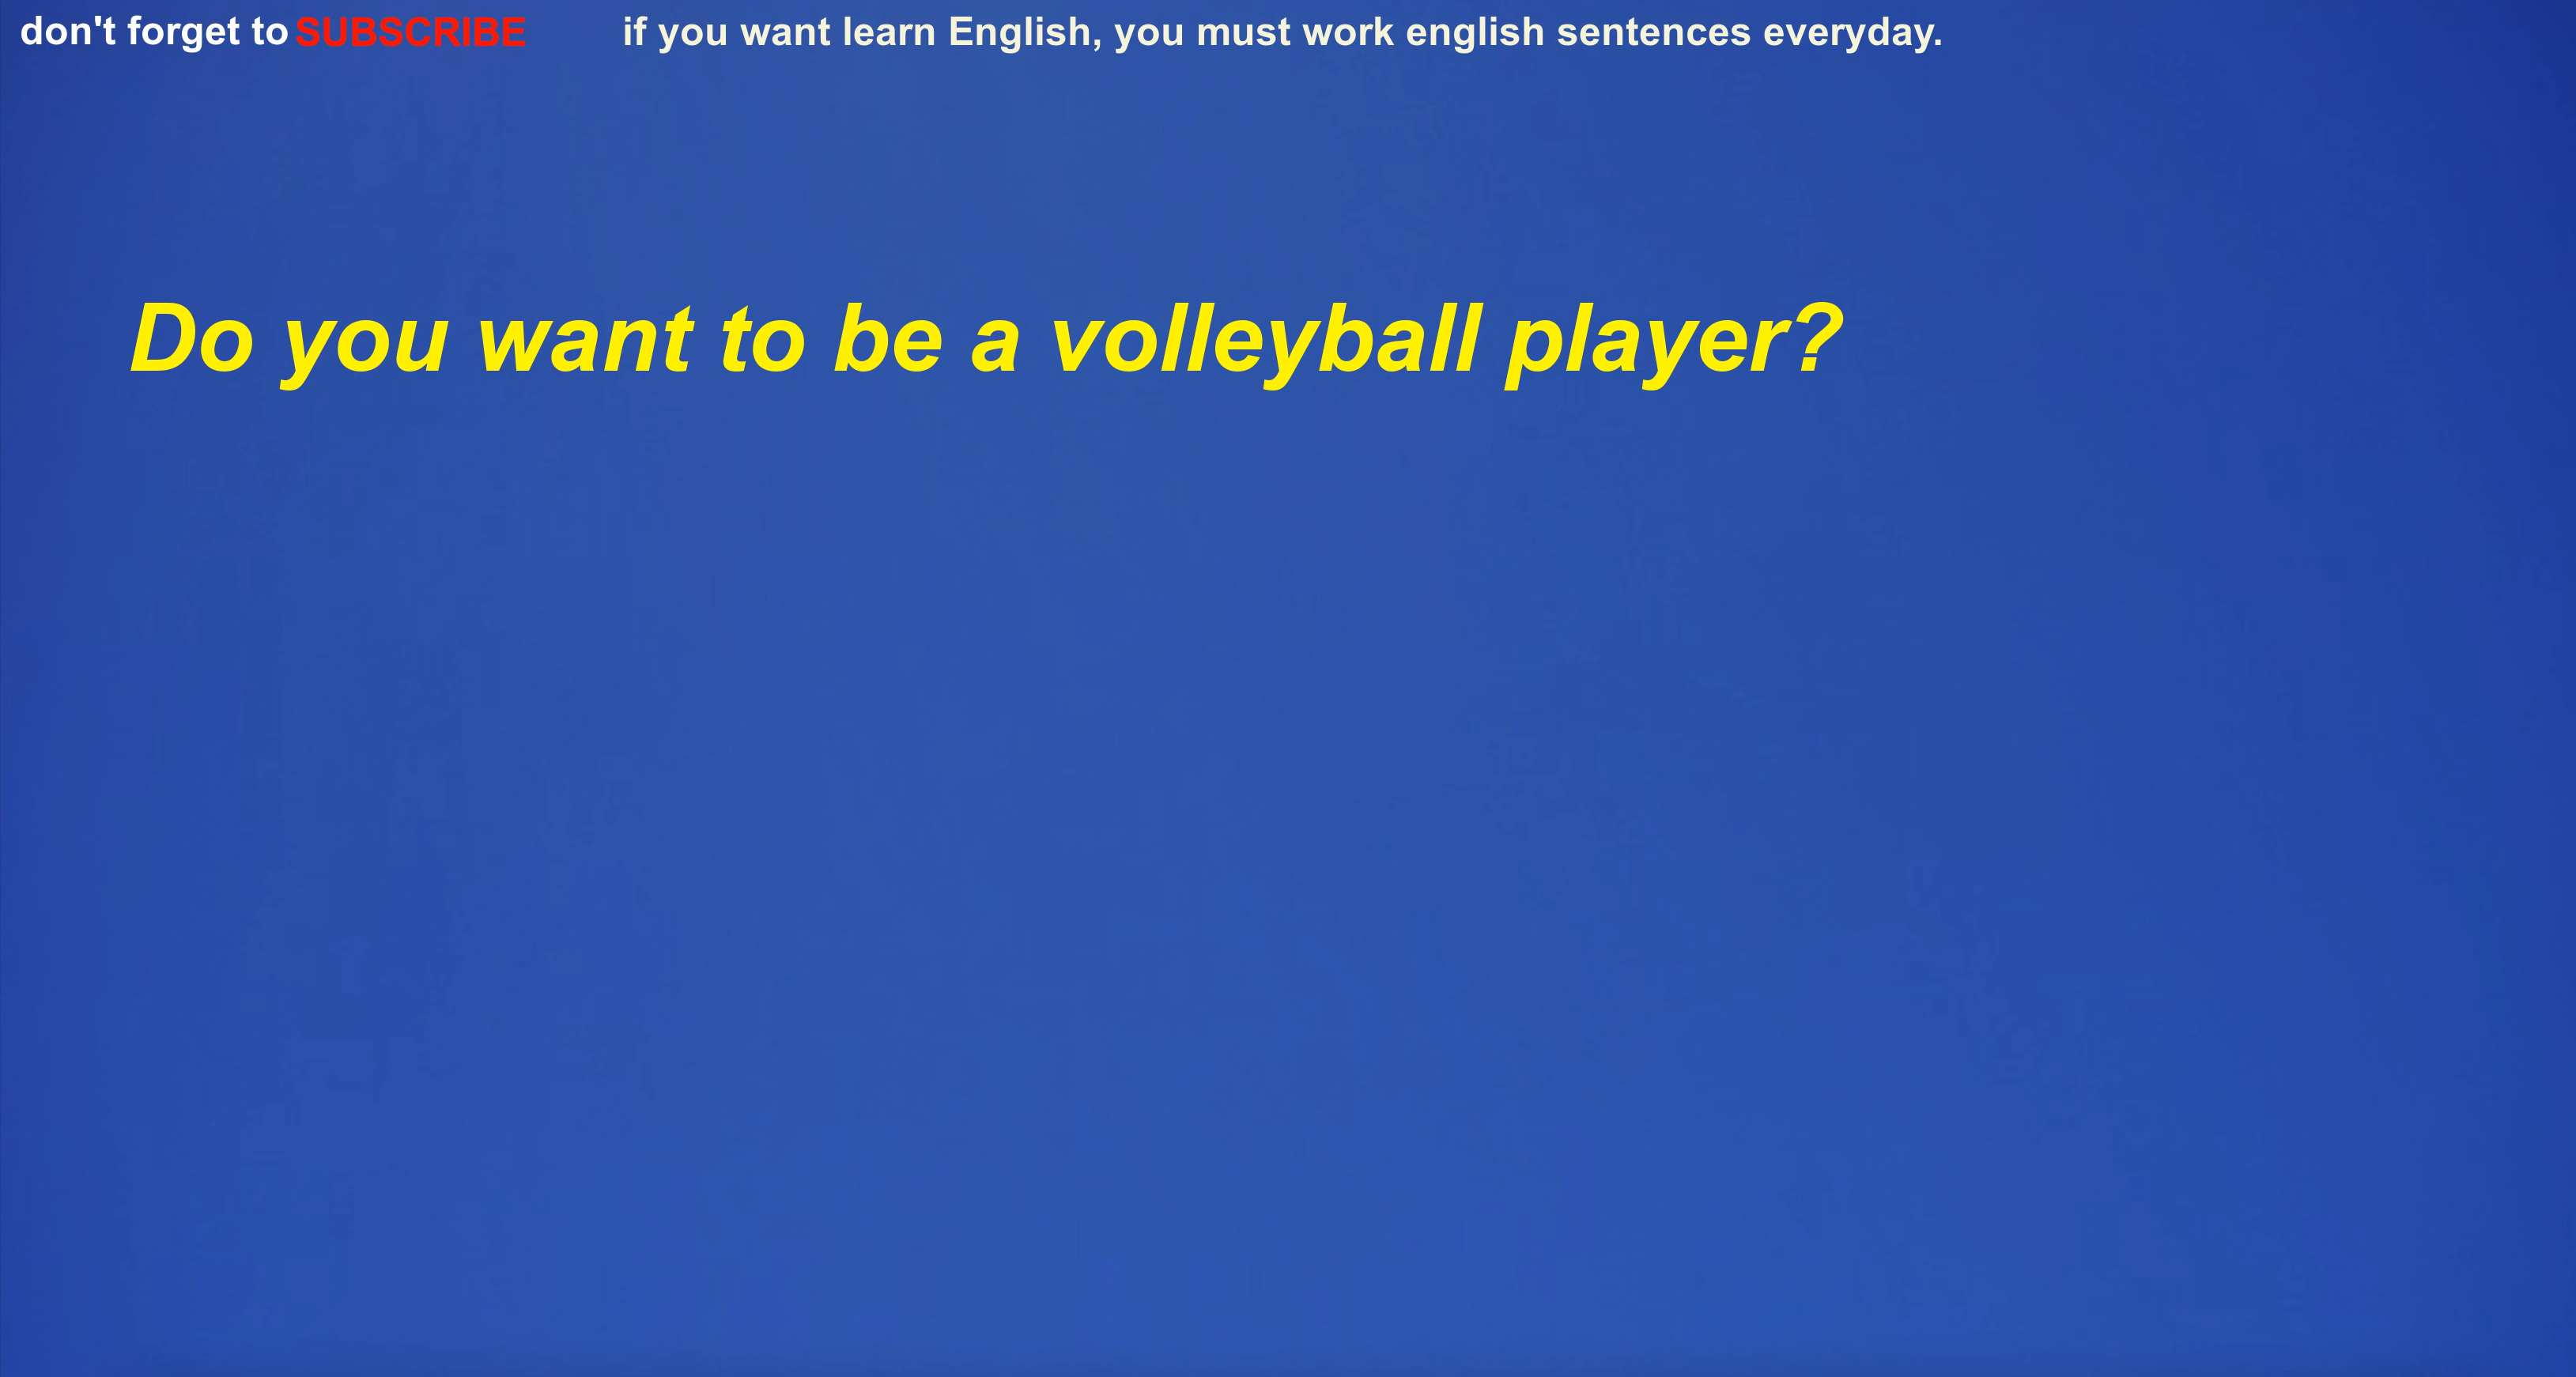 don't forget to SUBSCRIBE if you want learn English, you must work english sentences everyday.
Do you want to be a volleyball player?